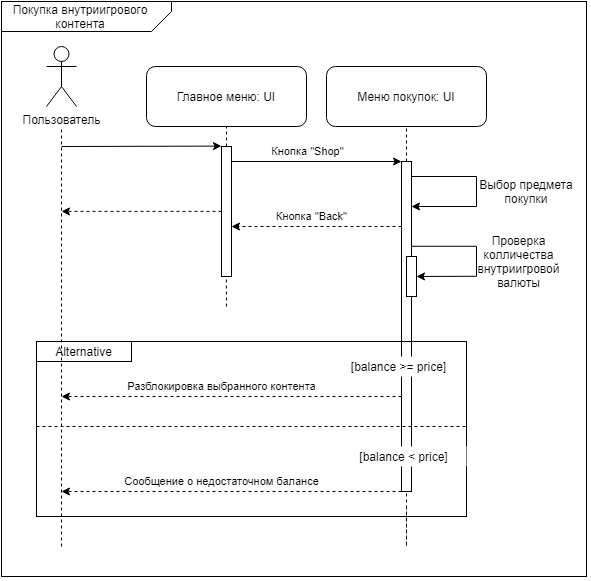 Покупка внутриигрового
контента
Пользователь
Главное меню: UI
Меню покупок: UI
Кнопка "Shop"
Выбор предмета
покупки
Кнопка "Back"
Проверка
колличества
внутриигровой
валюты
Alternative
[balance >= price]
Разблокировка выбранного контента
[balance < price]
Сообщение о недостаточном балансе